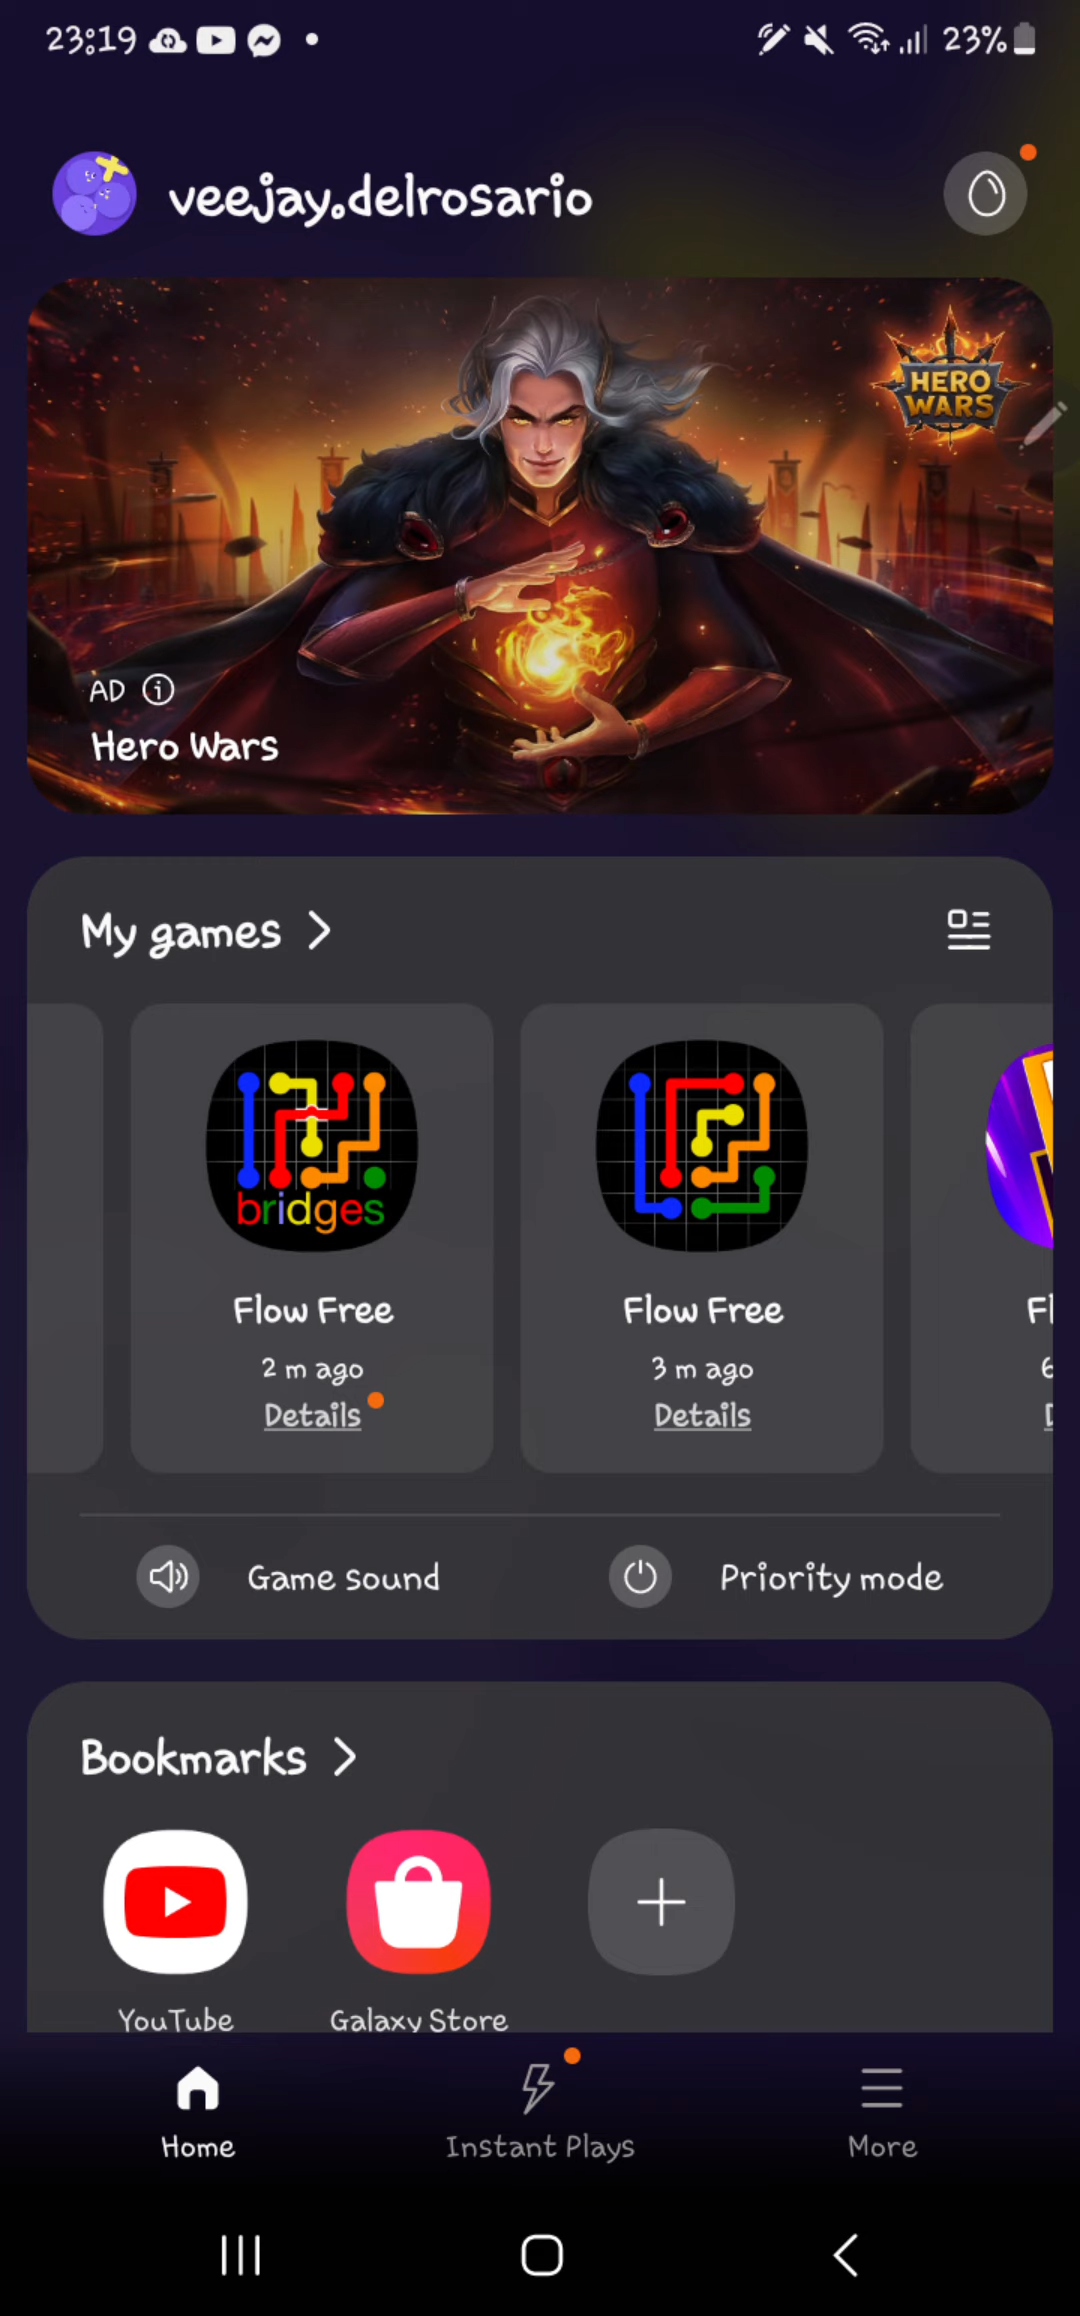 23:19
23%
veejay.delrosario
HERO
WARS
AD
Hero Wars
My games
bridges
Flow Free
2 m ago
Details
Flow Free
3 m ago
Details
Game sound
Priority mode
Bookmarks
YouTube
Galaxy Store
Home
Instant Plays
More